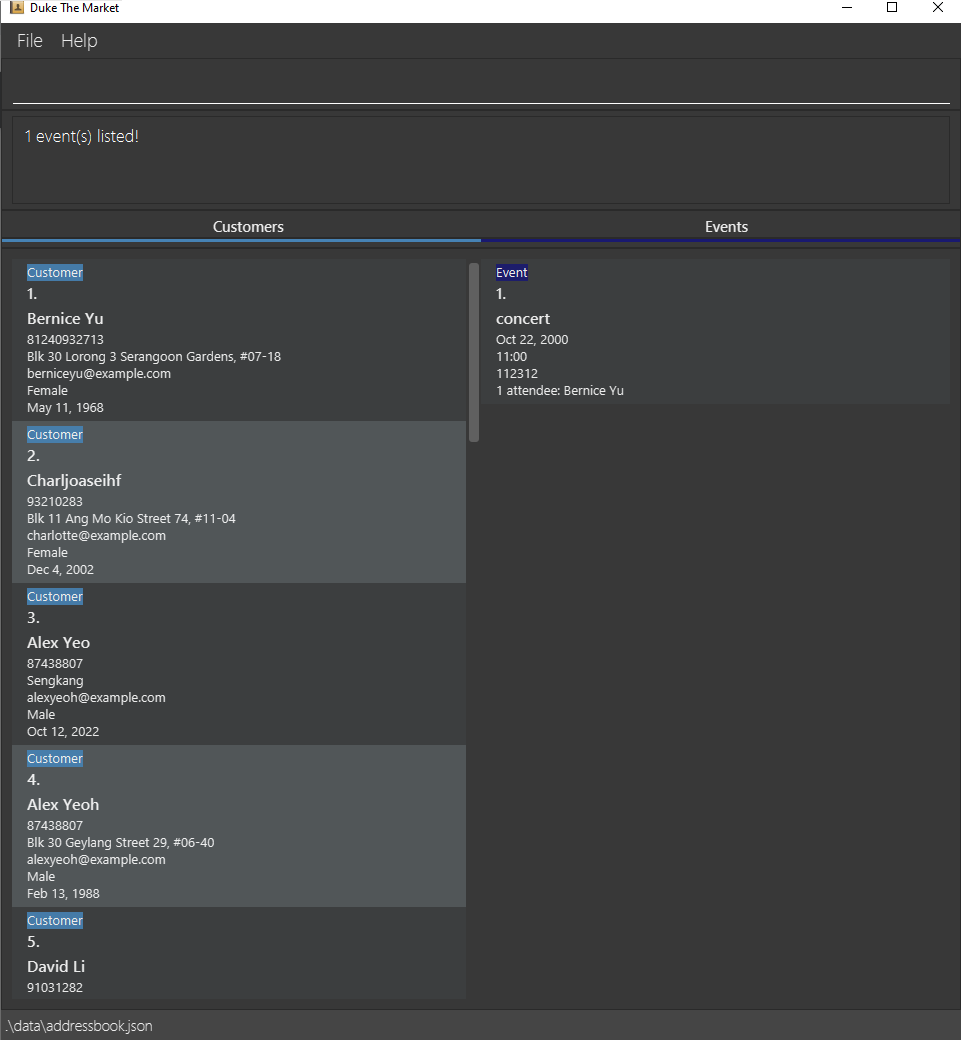 Duke The Market
File Help
1 event(s) listed!
Customers
Events
Customer
1.
Bernice Yu
81240932713
Blk 30 Lorong 3 Serangoon Gardens, #07-18
berniceyu@example.com
Female
May 11, 1968
Customer
2.
Charljoaseihf
93210283
Blk 11 Ang Mo Kio Street 74, #11-04
charlotte@example.com
Female
Dec 4, 2002
Customer
3.
Alex Yeo
87438807
Sengkang
alexyeoh@example.com
Male
Oct 12, 2022
Customer
4.
Alex Yeoh
87438807
Blk 30 Geylang Street 29, #06-40
alexyeoh@example.com
Male
Feb 13, 1988
Customer
5.
David Li
91031282
Event
1.
concert
Oct 22, 2000
11:00
112312
1 attendee: Bernice Yu
.\data\addressbook.json